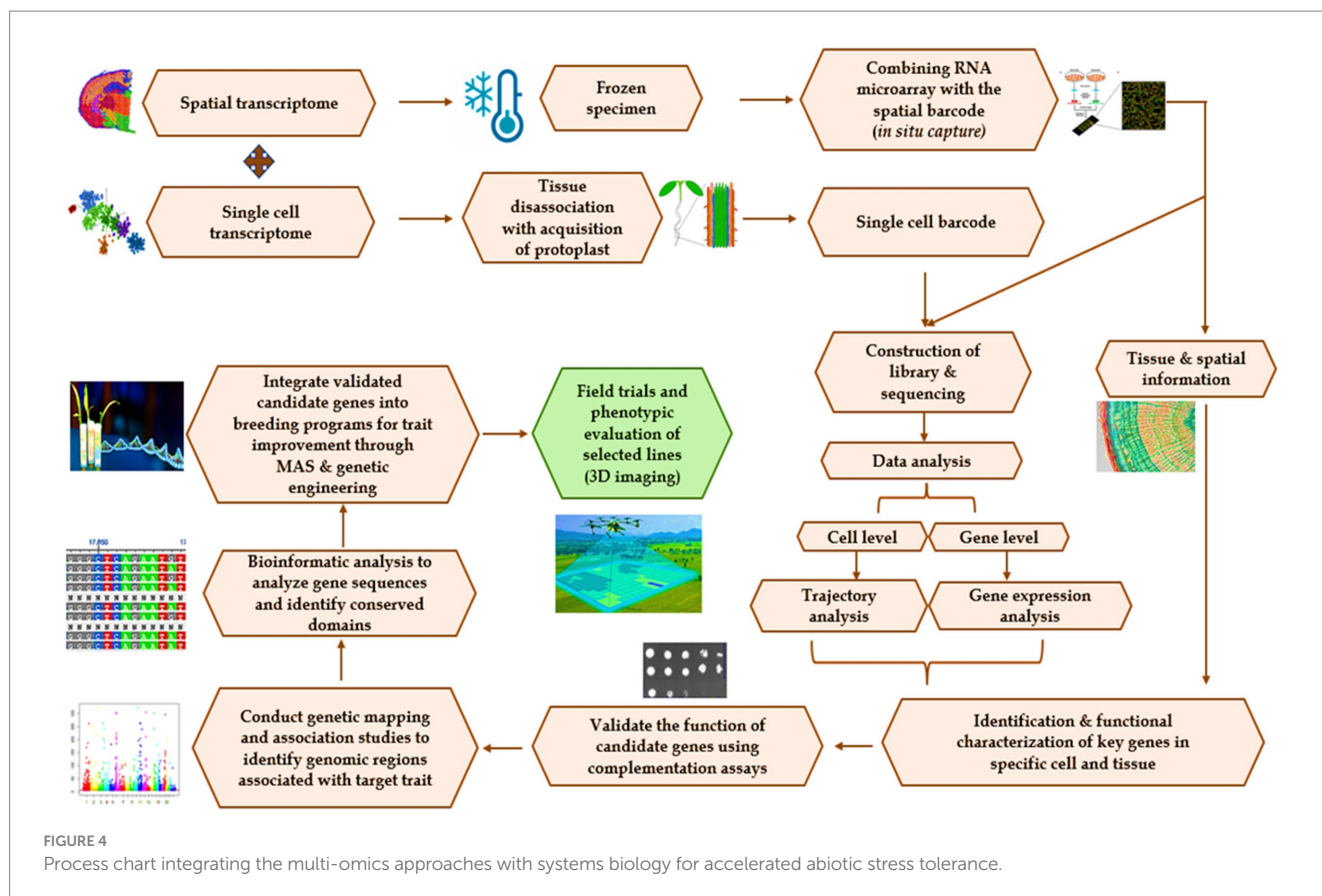 Spatial transcriptome
Frozen
specimen
Combining RNA
microarray with the
spatial barcode
(in situ capture)
Single cell
transcriptome
Tissue
disassociation
with acquisition
of protoplast
Single cell barcode
Construction of
library &
sequencing
Tissue & spatial
information
Data analysis
Cell level
Gene level
Trajectory
analysis
Gene expression
analysis
Identification & functional
characterization of key genes in
specific cell and tissue
Validate the function of
candidate genes using
complementation assays
Conduct genetic mapping
and association studies to
identify genomic regions
associated with target trait
Bioinformatic analysis to
analyze gene sequences
and identify conserved
domains
17,850
Integrate validated
candidate genes into
breeding programs for trait
improvement through
MAS & genetic
engineering
Field trials and
phenotypic
evaluation of
selected lines
(3D imaging)
FIGURE 4
Process chart integrating the multi-omics approaches with systems biology for accelerated abiotic stress tolerance.